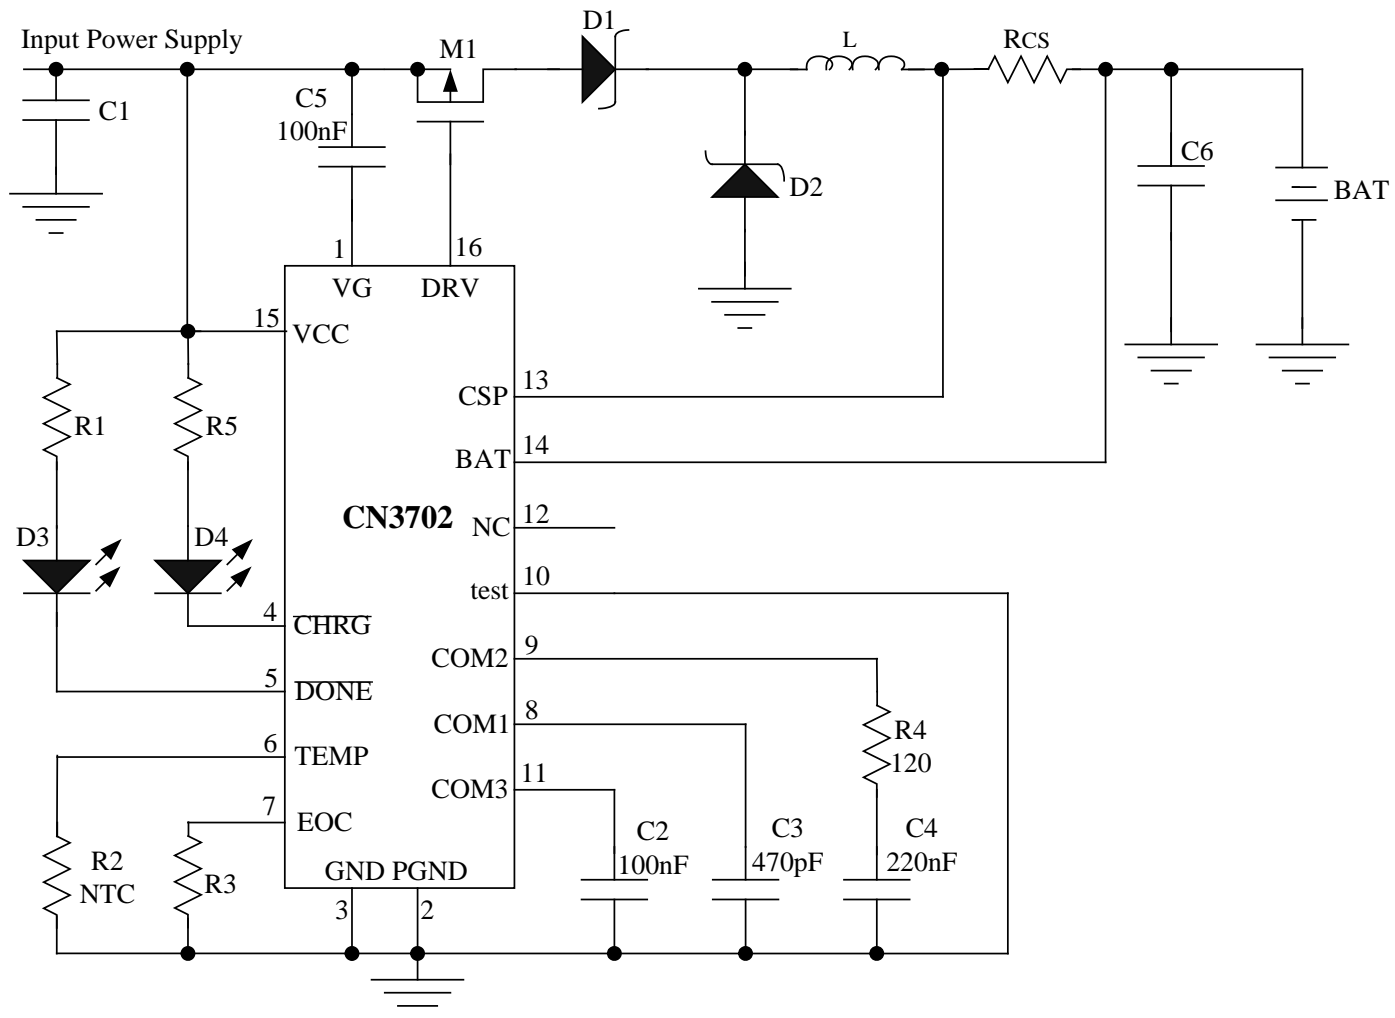 D1
Input Power Supply
M1
L
RCS
C5
100nF
C1
C6
D2
BAT
1
16
VG
DRV
15
VCC
13
CSP
R1
R5
14
BAT
CN3702
12
NC
D3
D4
10
test
4
CHRG
9
COM2
5
DONE
8
COM1
R4
120
6
TEMP
11
COM3
7
EOC
C2
100nF
C3
470pF
C4
220nF
R2
NTC
R3
GND PGND
3
2